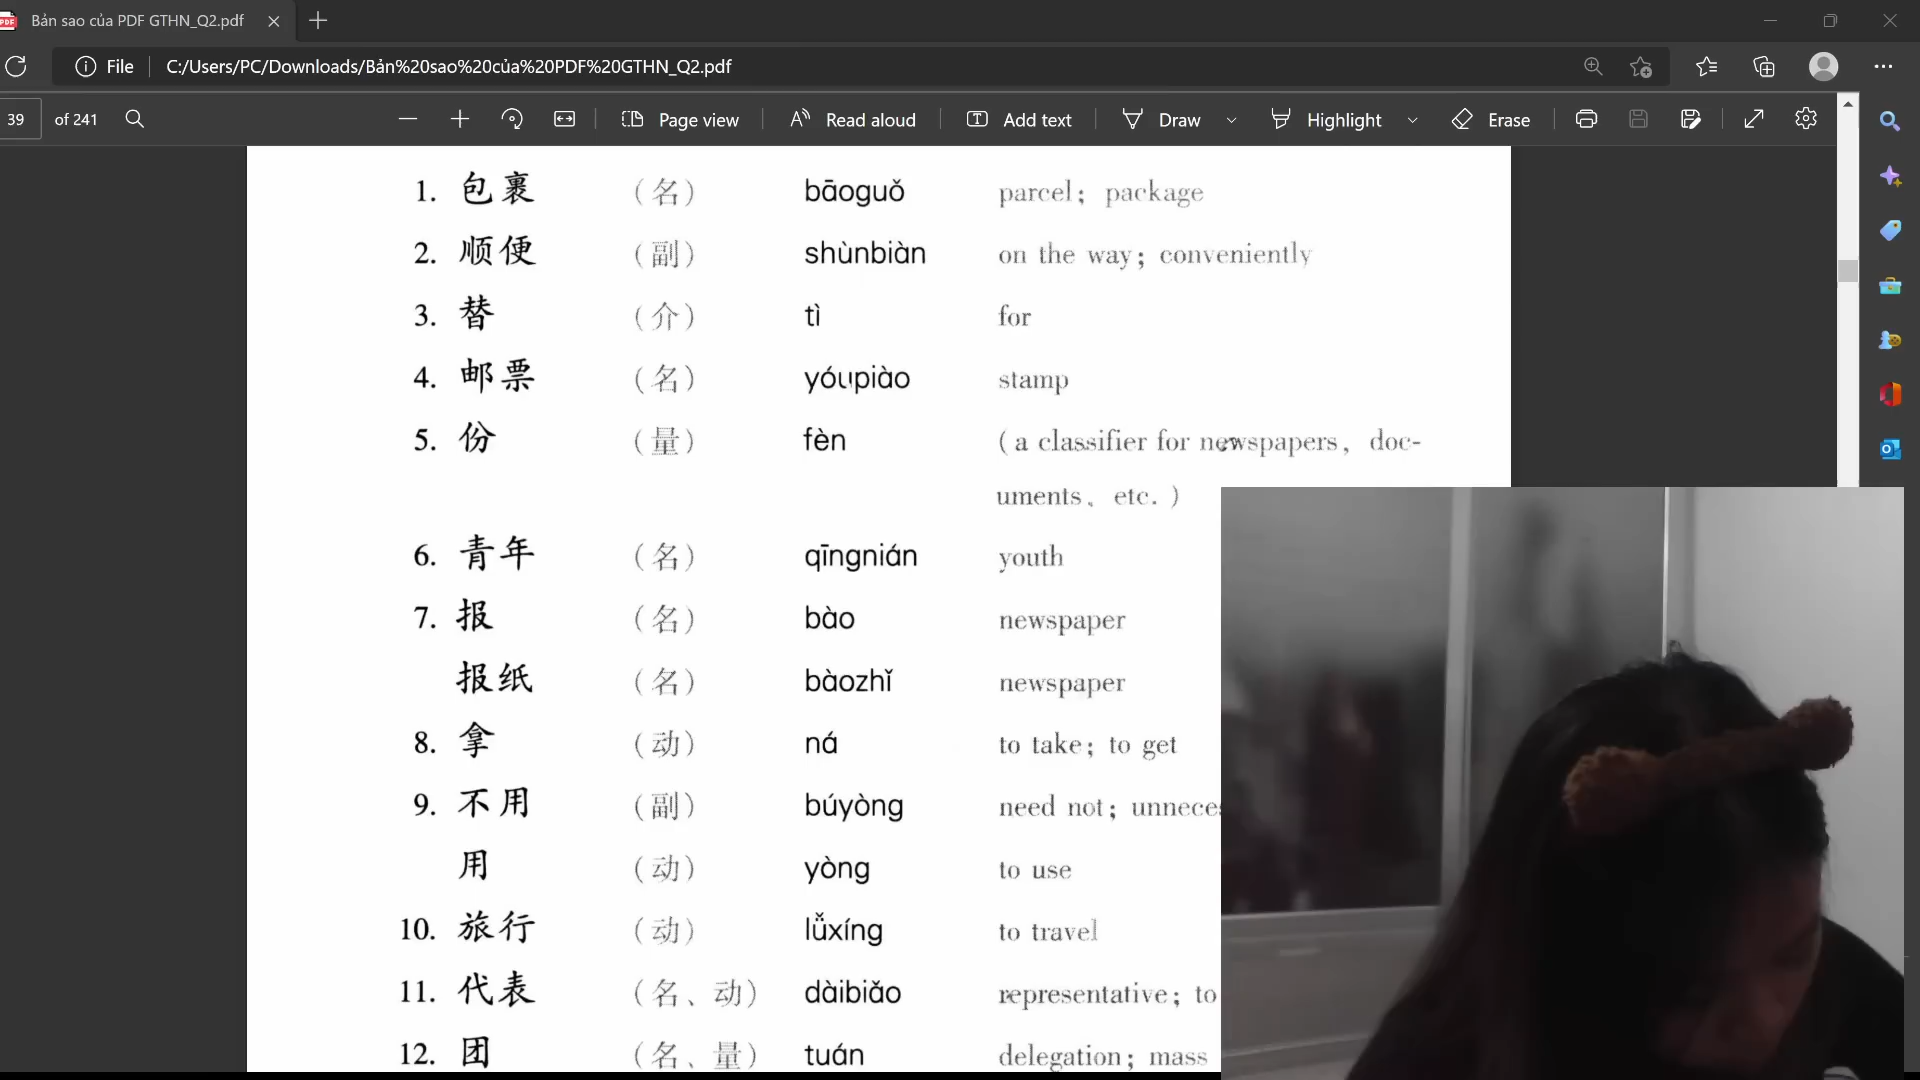 Bản sao của PDF GTHN_Q2.pdf
File C:/Users/PC/Downloads/Bản%20sao%20của%20PDF%20GTHN_Q2.pdf
39 of 241 Page view Read aloud Add text Draw Highlight Erase
1. 包裹 （名） bāoguǒ parcel; package
2. 顺便 （副） shùnbiàn on the way; conveniently
3. 替 （介） tì for
4. 邮票 （名） yóupiào stamp
5. 份 （量） fèn (a classifier for newspapers, doc-
uments, etc.)
6. 青年 （名） qīngnián youth
7. 报 （名） bào newspaper
报纸 （名） bàozhǐ newspaper
8. 拿 （动） ná to take; to get
9. 不用 （副） búyòng need not; unneces
用 （动） yòng to use
10. 旅行 （动） lǚxíng to travel
11. 代表 （名、动） dàibiǎo representative; to
12. 团 （名、量） tuán delegation; mass